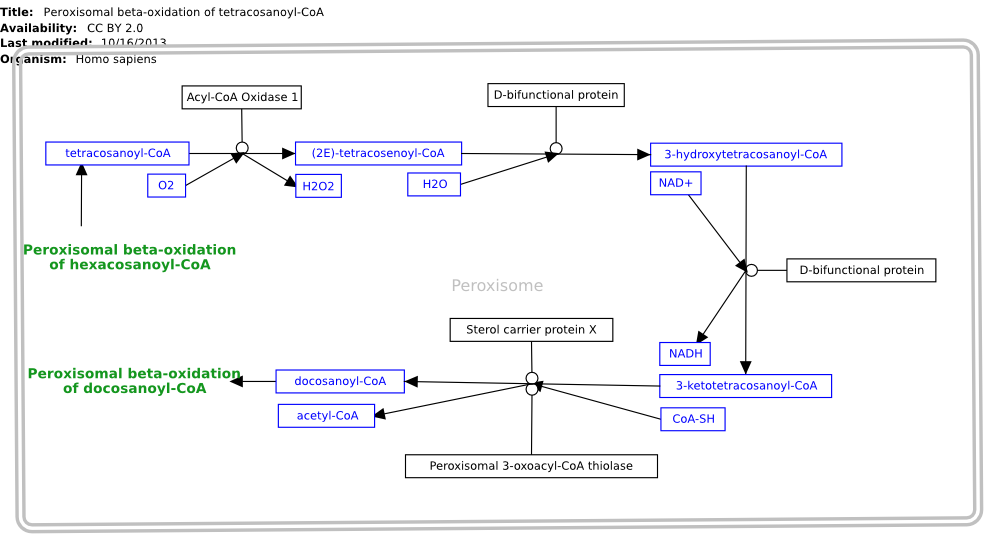 Title: Peroxisomal beta-oxidation of tetracosanoyl-CoA
Availability: CC BY 2.0
Last modified: 10/16/2013
Organism: Homo sapiens
Acyl-CoA Oxidase 1
D-bifunctional protein
tetracosanoyl-CoA
(2E)-tetracosenoyl-CoA
3-hydroxytetracosanoyl-CoA
O2
H2O2
H2O
NAD+
Peroxisomal beta-oxidation
of hexacosanoyl-CoA
D-bifunctional protein
Peroxisome
Sterol carrier protein X
NADH
Peroxisomal beta-oxidation
of docosanoyl-CoA
docosanoyl-CoA
3-ketotetracosanoyl-CoA
acetyl-CoA
CoA-SH
Peroxisomal 3-oxoacyl-CoA thiolase